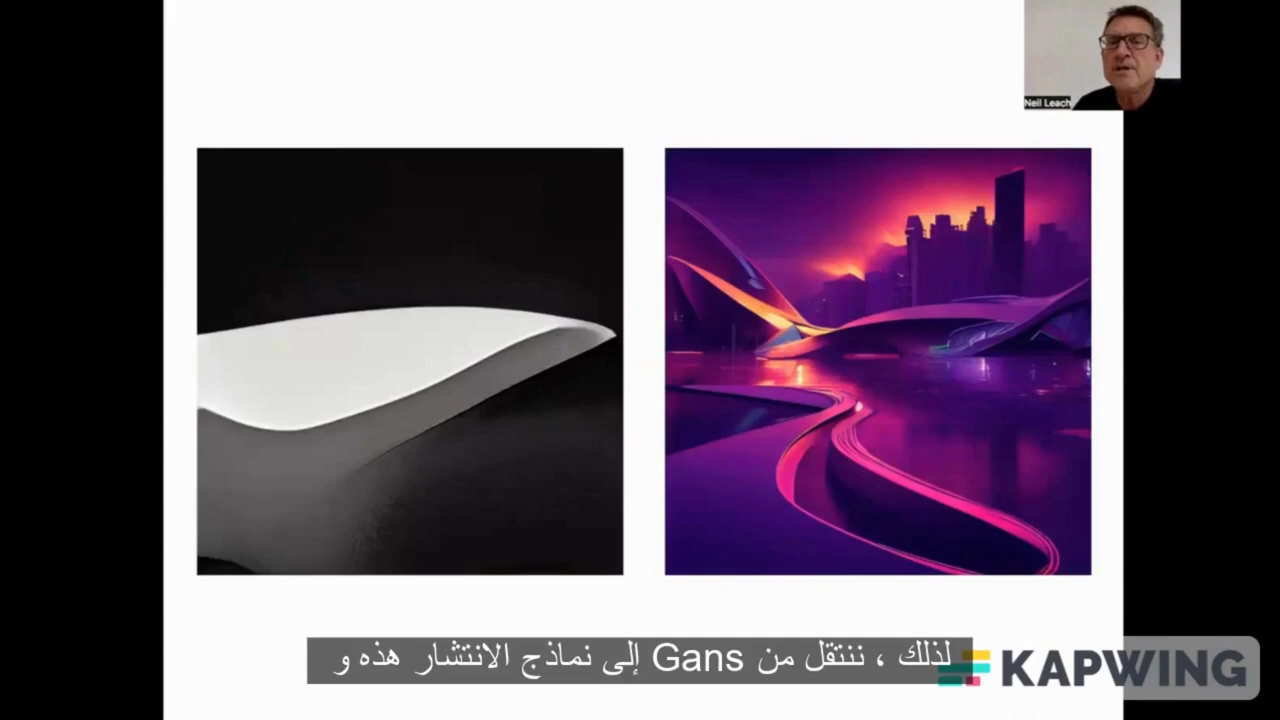 Neil Leach
لذلك ، ننتقل من Gans إلى نماذج الانتشار هذه و
KAPWING